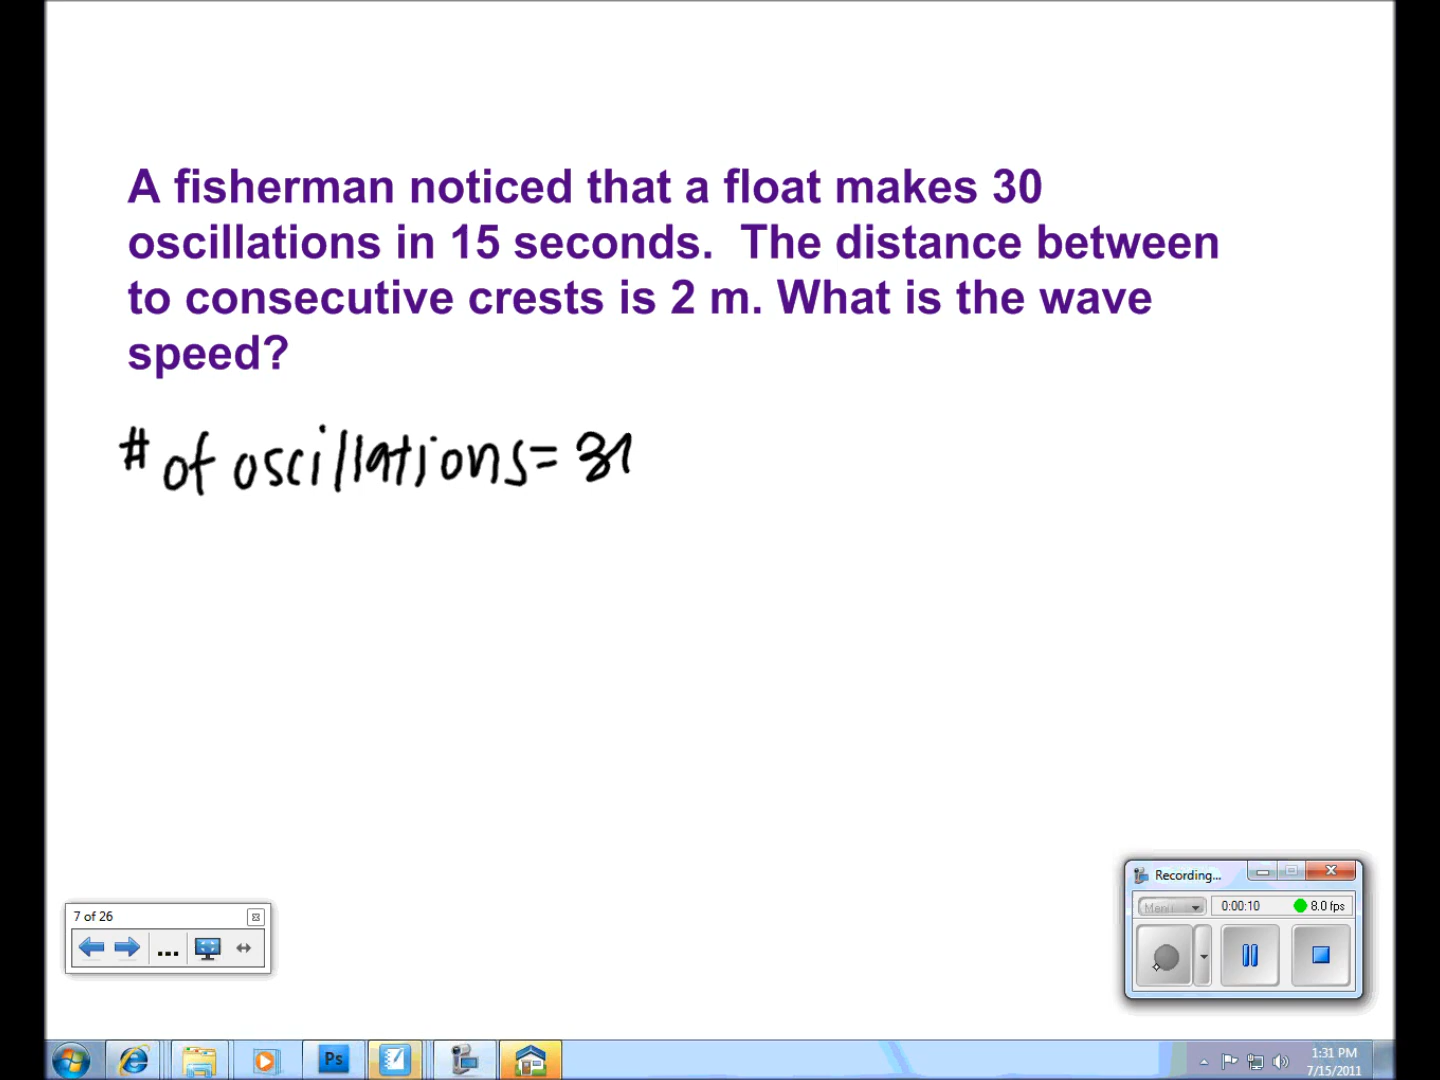 A fisherman noticed that a float makes 30
oscillations in 15 seconds.  The distance between
to consecutive crests is 2 m. What is the wave
speed?
# of oscillations = 31
7 of 26
...
Recording...
Menu
0:00:10
8.0 fps
Ps
1:31 PM
7/15/2011